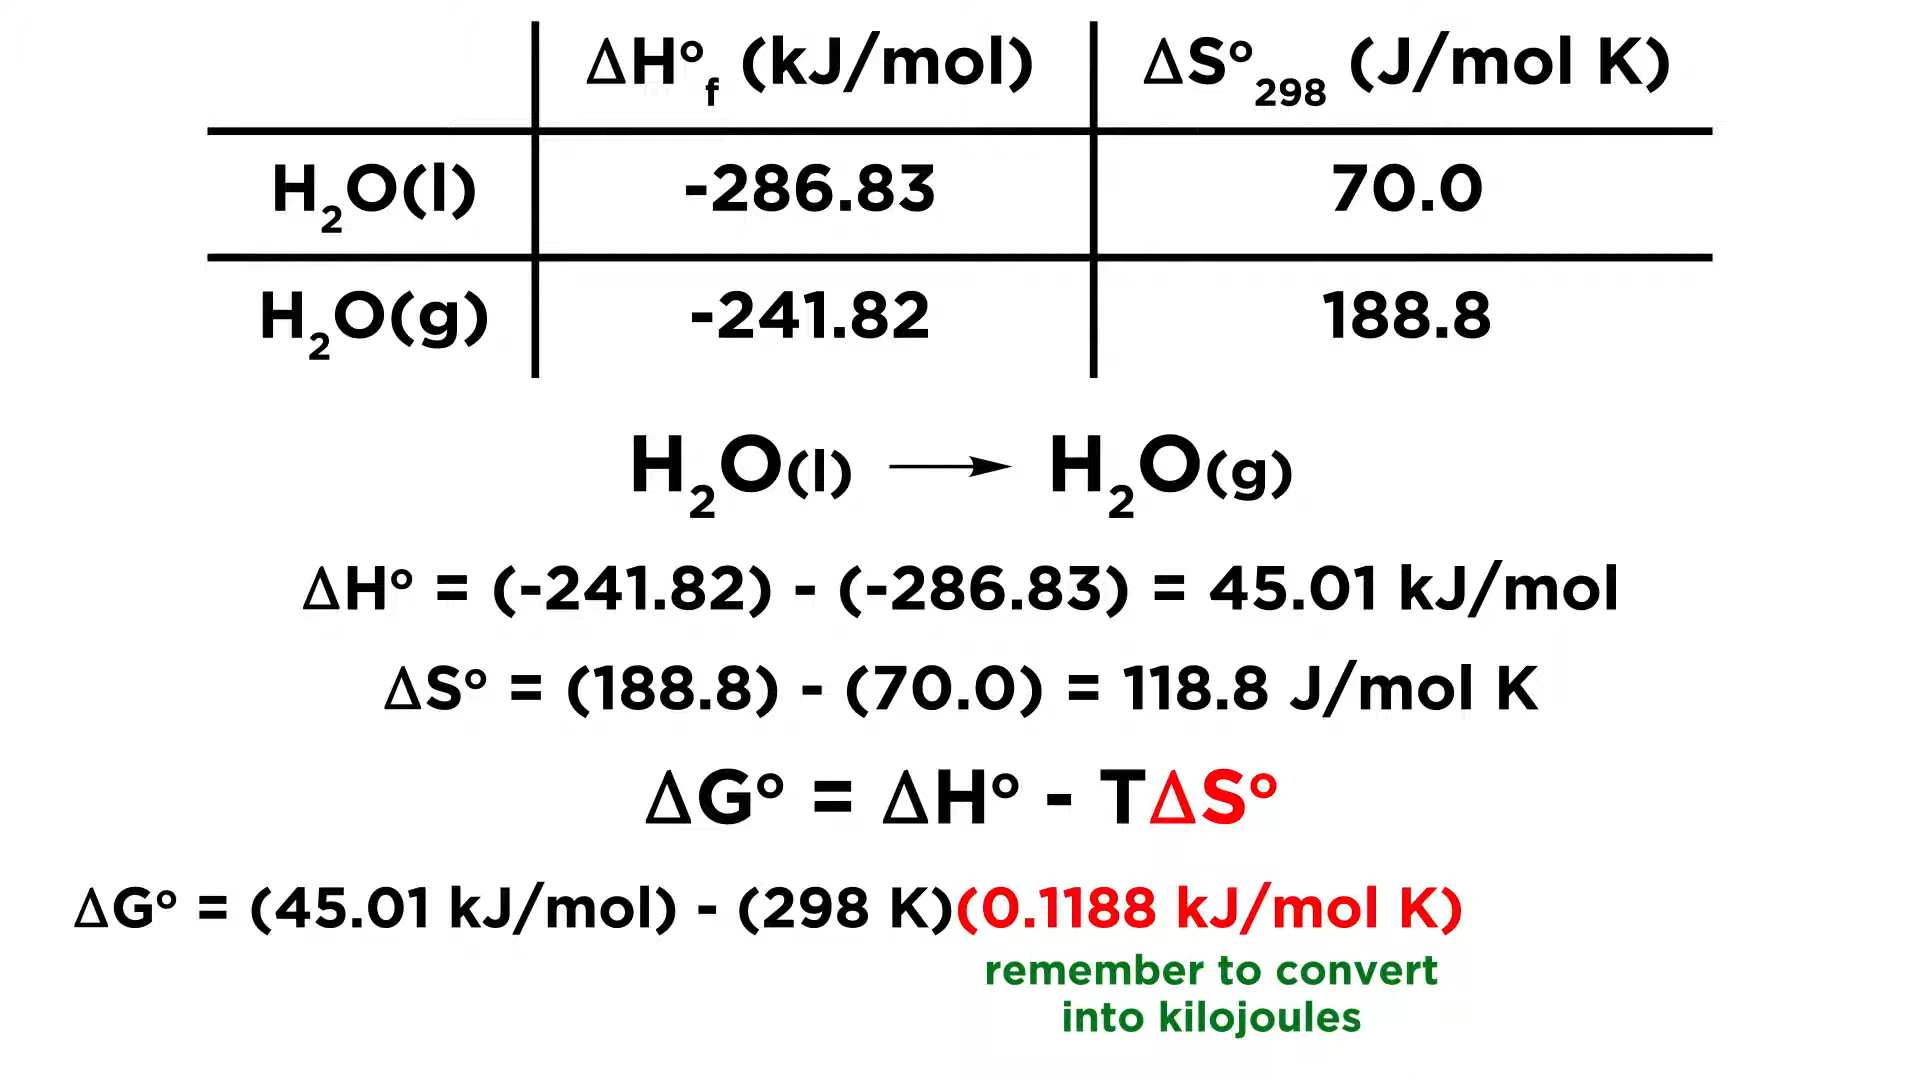 ΔH°f (kJ/mol) ΔS°298 (J/mol K)
H2O(l) -286.83 70.0
H2O(g) -241.82 188.8
H2O(l) → H2O(g)
ΔH° = (-241.82) - (-286.83) = 45.01 kJ/mol
ΔS° = (188.8) - (70.0) = 118.8 J/mol K
ΔG° = ΔH° - TΔS°
ΔG° = (45.01 kJ/mol) - (298 K)(0.1188 kJ/mol K)
remember to convert
into kilojoules